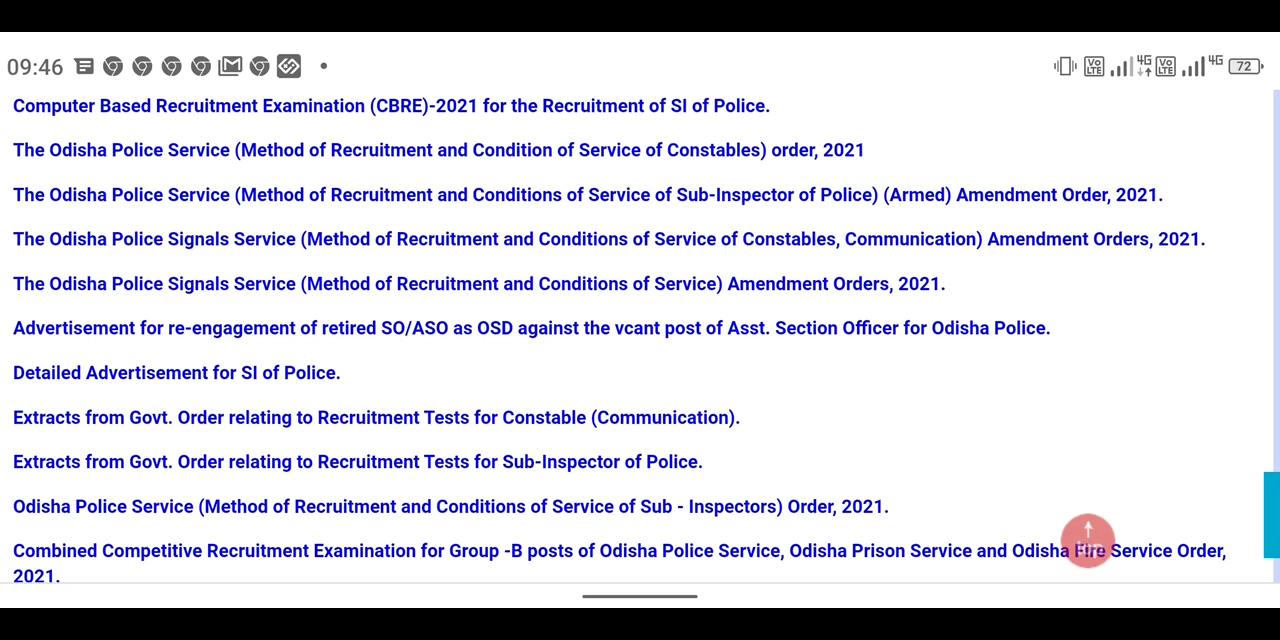 09:46
Vo LTE 4G Vo LTE 4G 72
Computer Based Recruitment Examination (CBRE)-2021 for the Recruitment of SI of Police.
The Odisha Police Service (Method of Recruitment and Condition of Service of Constables) order, 2021
The Odisha Police Service (Method of Recruitment and Conditions of Service of Sub-Inspector of Police) (Armed) Amendment Order, 2021.
The Odisha Police Signals Service (Method of Recruitment and Conditions of Service of Constables, Communication) Amendment Orders, 2021.
The Odisha Police Signals Service (Method of Recruitment and Conditions of Service) Amendment Orders, 2021.
Advertisement for re-engagement of retired SO/ASO as OSD against the vcant post of Asst. Section Officer for Odisha Police.
Detailed Advertisement for SI of Police.
Extracts from Govt. Order relating to Recruitment Tests for Constable (Communication).
Extracts from Govt. Order relating to Recruitment Tests for Sub-Inspector of Police.
Odisha Police Service (Method of Recruitment and Conditions of Service of Sub - Inspectors) Order, 2021.
Combined Competitive Recruitment Examination for Group -B posts of Odisha Police Service, Odisha Prison Service and Odisha Fire Service Order,
2021.